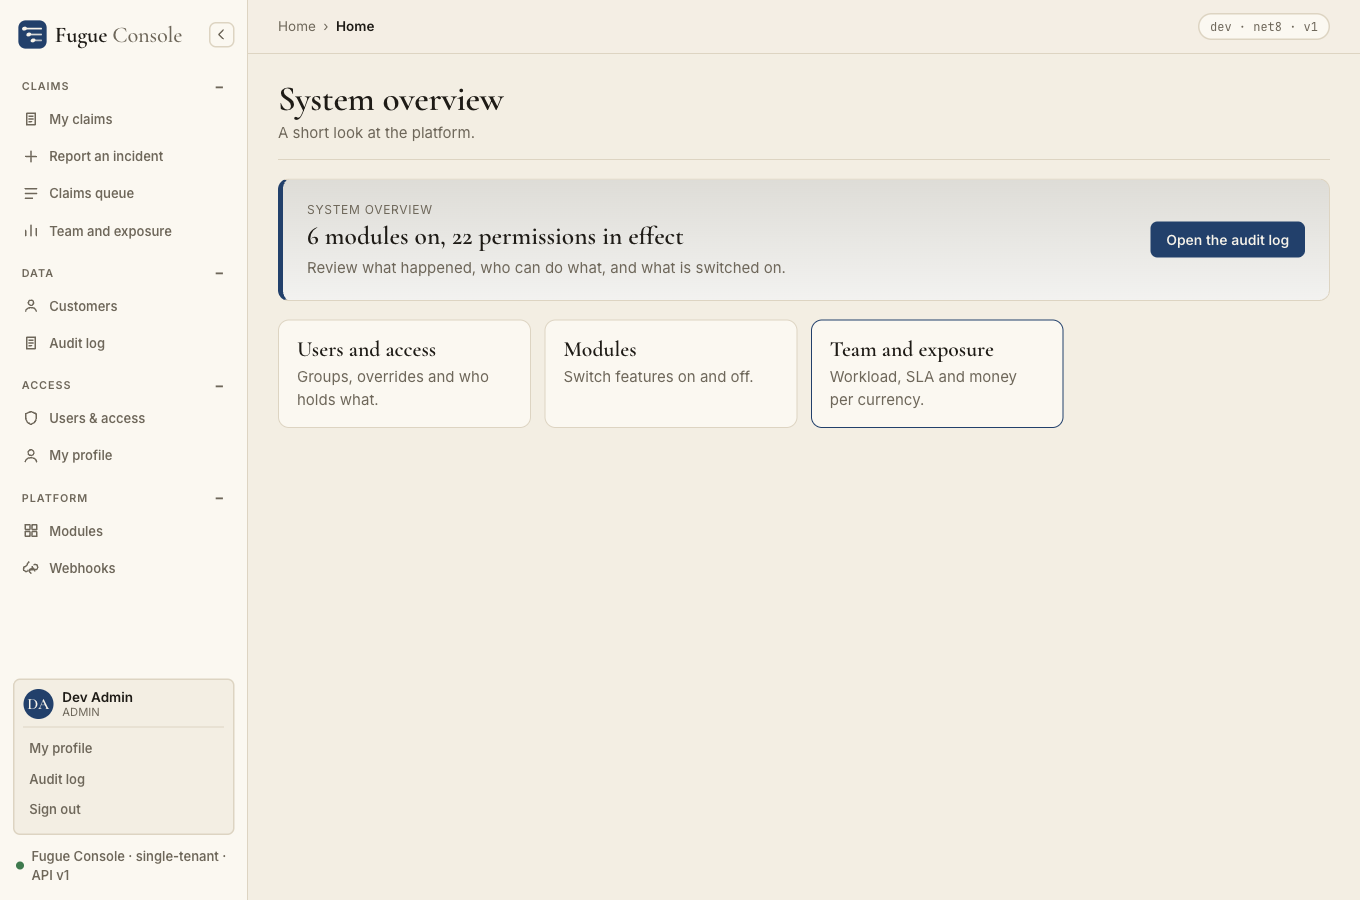 Fugue Console
CLAIMS
My claims
Report an incident
Claims queue
Team and exposure
DATA
Customers
Audit log
ACCESS
Users & access
My profile
PLATFORM
Modules
Webhooks
DA
Dev Admin
ADMIN
My profile
Audit log
Sign out
Fugue Console · single-tenant ·
API v1
Home › Home
dev · net8 · v1
System overview
A short look at the platform.
SYSTEM OVERVIEW
6 modules on, 22 permissions in effect
Review what happened, who can do what, and what is switched on.
Open the audit log
Users and access
Groups, overrides and who
holds what.
Modules
Switch features on and off.
Team and exposure
Workload, SLA and money
per currency.